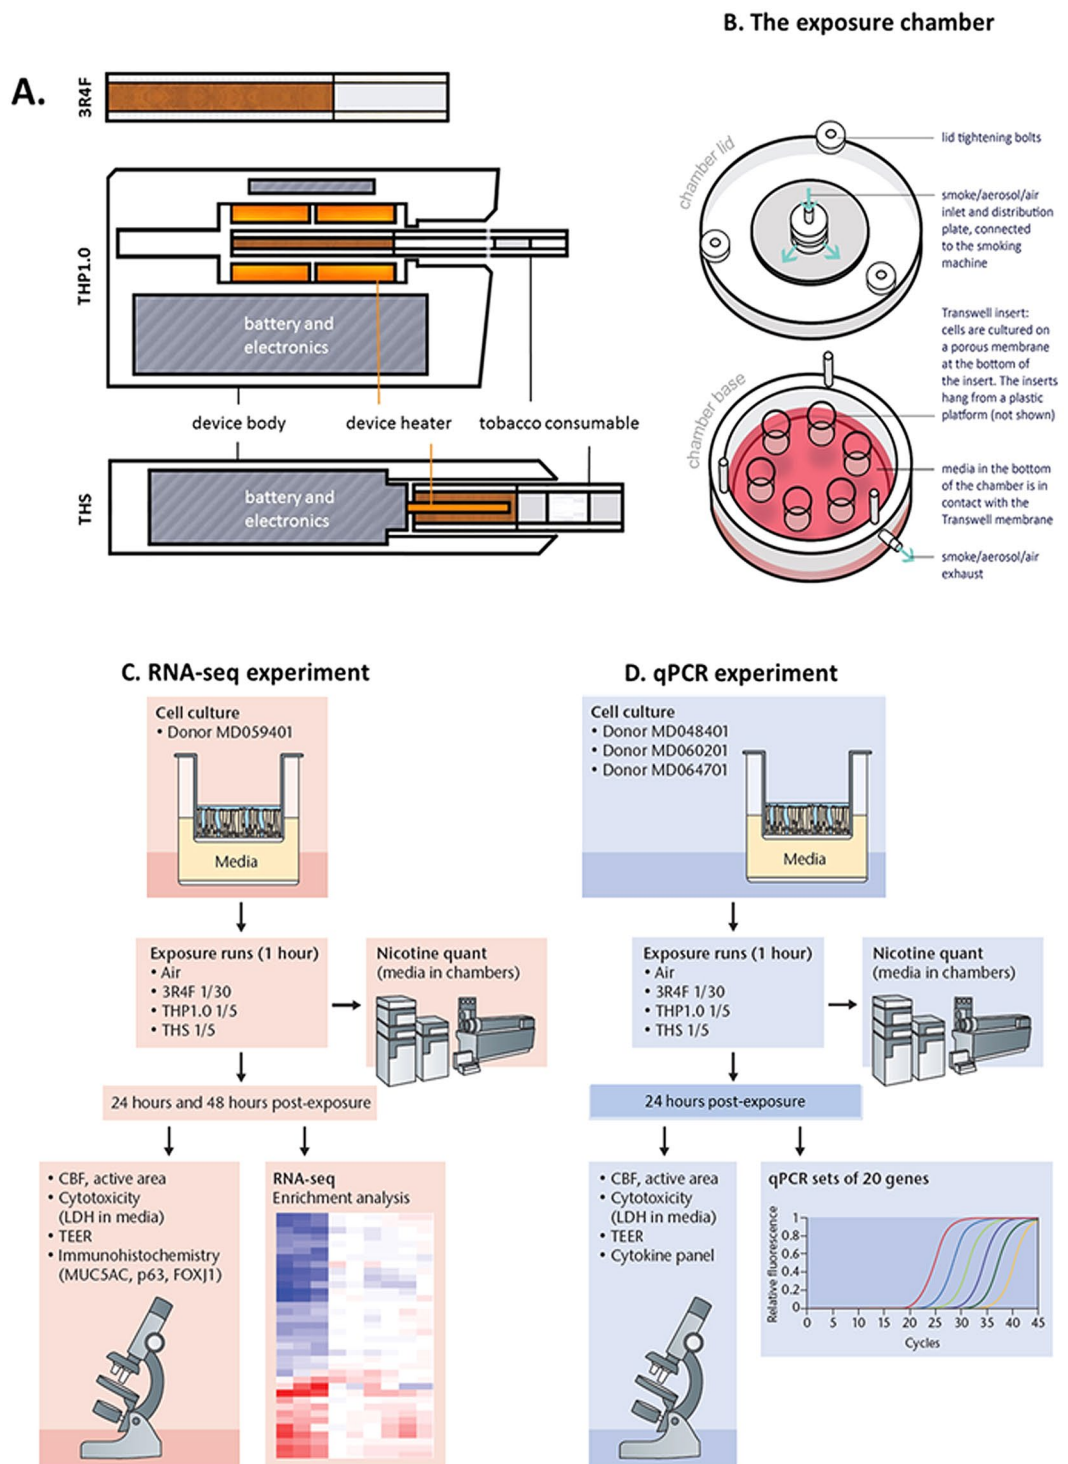 A.
3R4F
THP1.0
battery and
electronics
device body
device heater
tobacco consumable
THS
battery and
electronics
B. The exposure chamber
chamber lid
lid tightening bolts
smoke/aerosol/air
inlet and distribution
plate, connected
to the smoking
machine
Transwell insert:
cells are cultured on
a porous membrane
at the bottom of
the insert. The inserts
hang from a plastic
platform (not shown)
chamber base
media in the bottom
of the chamber is in
contact with the
Transwell membrane
smoke/aerosol/air
exhaust
C. RNA-seq experiment
Cell culture
• Donor MD059401
Media
Exposure runs (1 hour)
• Air
• 3R4F 1/30
• THP1.0 1/5
• THS 1/5
Nicotine quant
(media in chambers)
24 hours and 48 hours post-exposure
• CBF, active area
• Cytotoxicity
(LDH in media)
• TEER
• Immunohistochemistry
(MUC5AC, p63, FOXJ1)
RNA-seq
Enrichment analysis
D. qPCR experiment
Cell culture
• Donor MD048401
• Donor MD060201
• Donor MD064701
Media
Exposure runs (1 hour)
• Air
• 3R4F 1/30
• THP1.0 1/5
• THS 1/5
Nicotine quant
(media in chambers)
24 hours post-exposure
• CBF, active area
• Cytotoxicity
(LDH in media)
• TEER
• Cytokine panel
qPCR sets of 20 genes
Relative fluorescence
1
0.8
0.6
0.4
0.2
0
0 5 10 15 20 25 30 35 40 45
Cycles